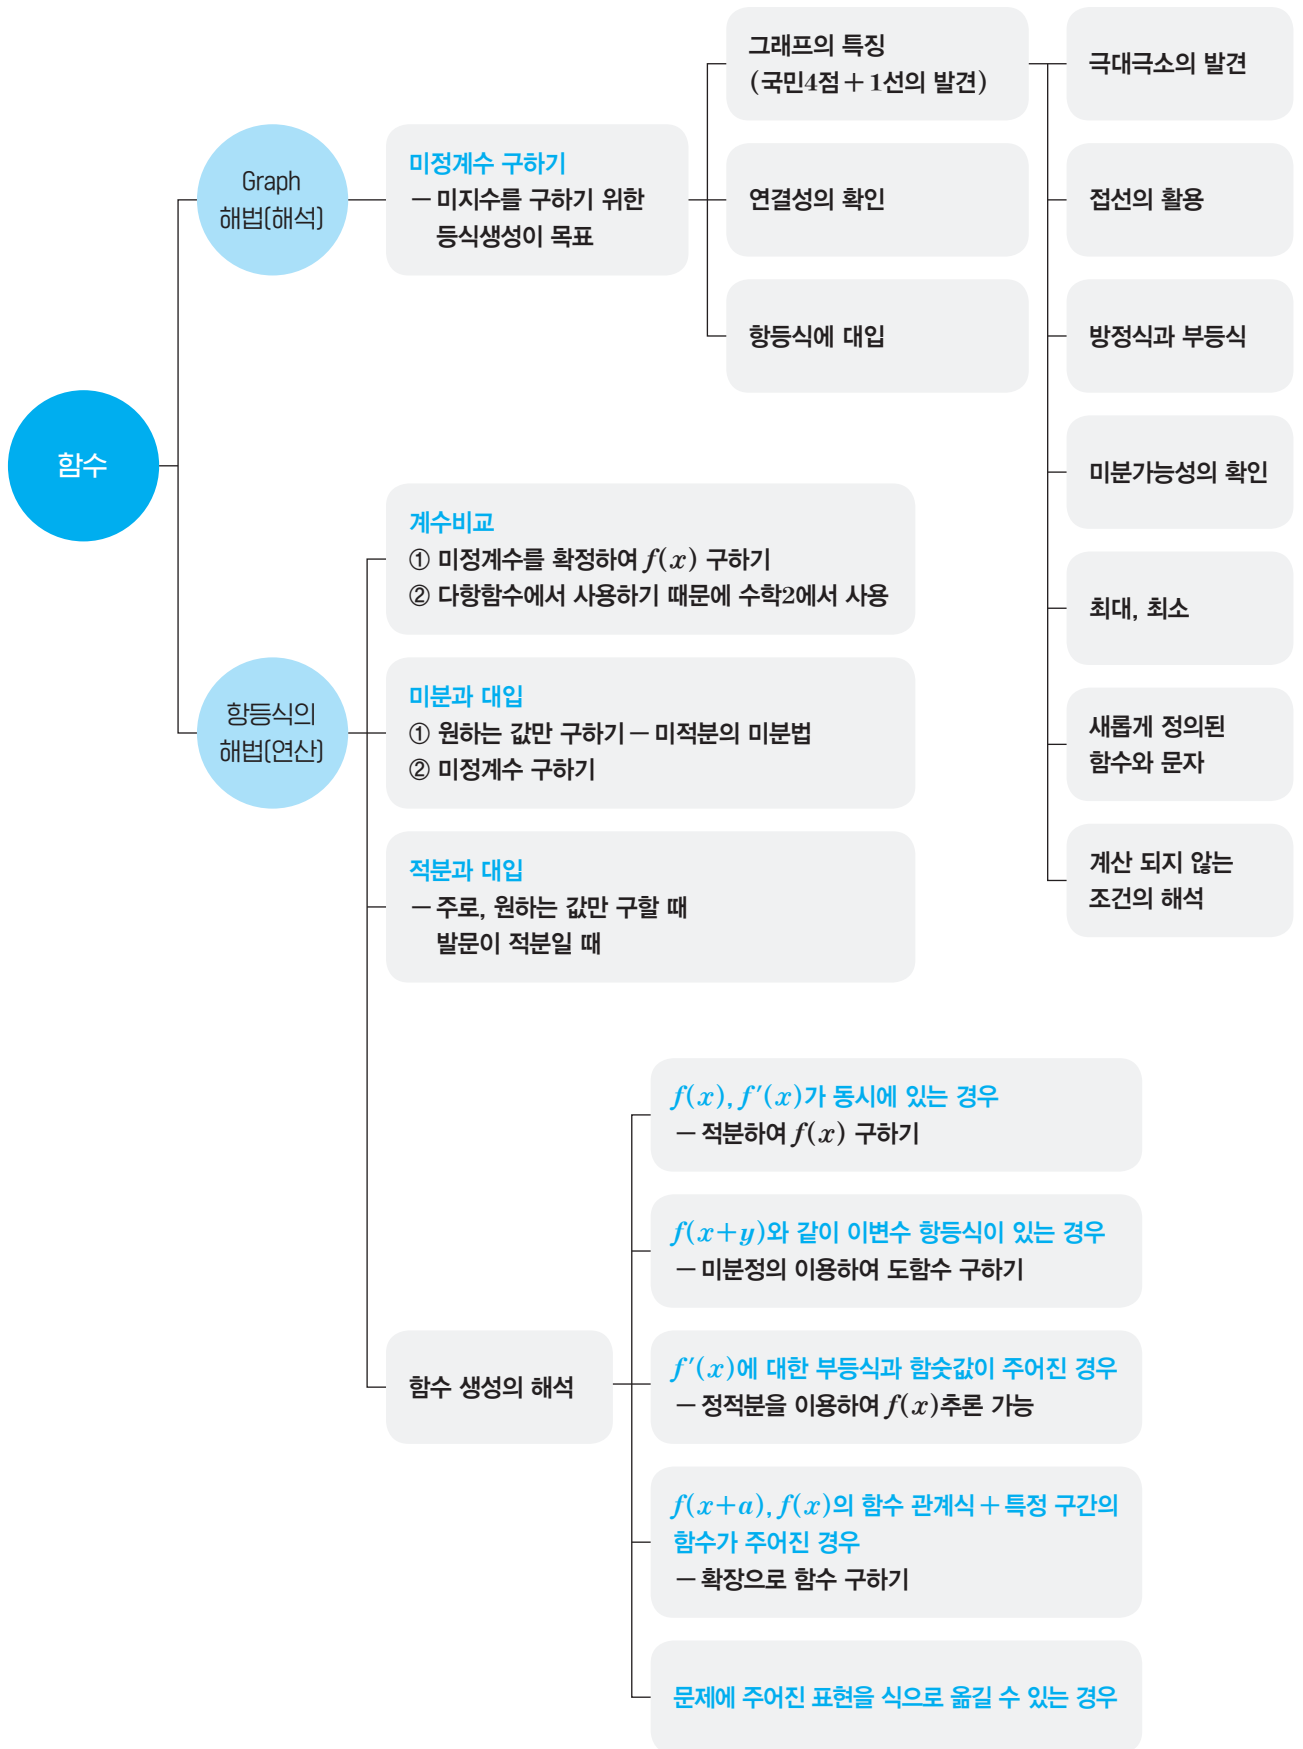 함수
Graph
해법(해석)
미정계수 구하기
— 미지수를 구하기 위한
등식생성이 목표
그래프의 특징
(국민4점+1선의 발견)
연결성의 확인
항등식에 대입
극대극소의 발견
접선의 활용
방정식과 부등식
미분가능성의 확인
최대, 최소
새롭게 정의된
함수와 문자
계산 되지 않는
조건의 해석
항등식의
해법(연산)
계수비교
① 미정계수를 확정하여 f(x) 구하기
② 다항함수에서 사용하기 때문에 수학2에서 사용
미분과 대입
① 원하는 값만 구하기 — 미적분의 미분법
② 미정계수 구하기
적분과 대입
— 주로, 원하는 값만 구할 때
발문이 적분일 때
함수 생성의 해석
f(x), f′(x)가 동시에 있는 경우
— 적분하여 f(x) 구하기
f(x+y)와 같이 이변수 항등식이 있는 경우
— 미분정의 이용하여 도함수 구하기
f′(x)에 대한 부등식과 함숫값이 주어진 경우
— 정적분을 이용하여 f(x)추론 가능
f(x+a), f(x)의 함수 관계식+특정 구간의
함수가 주어진 경우
— 확장으로 함수 구하기
문제에 주어진 표현을 식으로 옮길 수 있는 경우